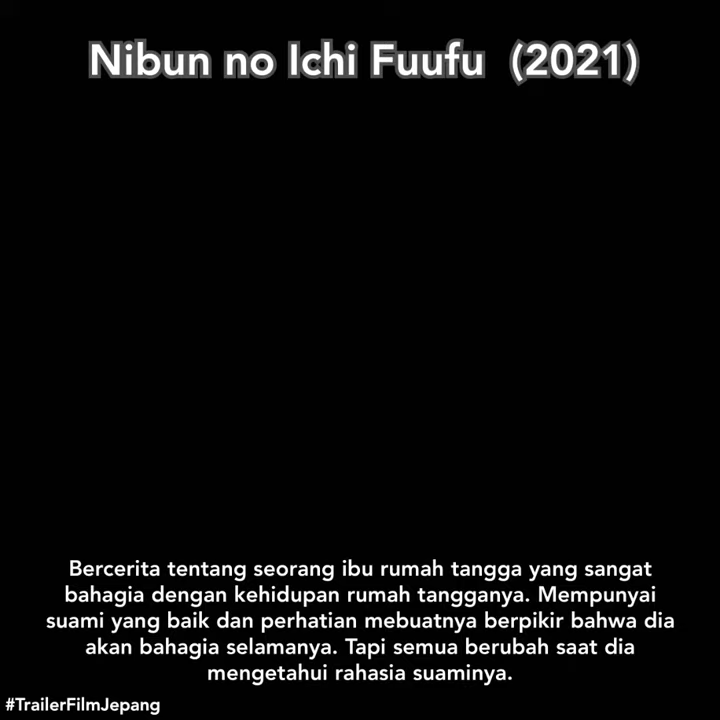 Nibun no Ichi Fuufu (2021)
Bercerita tentang seorang ibu rumah tangga yang sangat
bahagia dengan kehidupan rumah tangganya. Mempunyai
suami yang baik dan perhatian mebuatnya berpikir bahwa dia
akan bahagia selamanya. Tapi semua berubah saat dia
mengetahui rahasia suaminya.
#TrailerFilmJepang